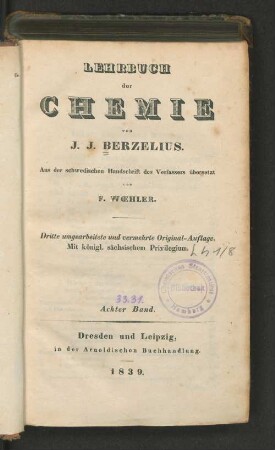 LEHRBUCH
der
CHEMIE
von
J. J. BERZELIUS.
Aus der schwedischen Handschrift des Verfassers übersetzt
von
F. WŒHLER.
Dritte umgearbeitete und vermehrte Original-Auflage.
Mit königl. sächsischem Privilegium.
Achter Band.
Dresden und Leipzig,
in der Arnoldischen Buchhandlung.
1839.